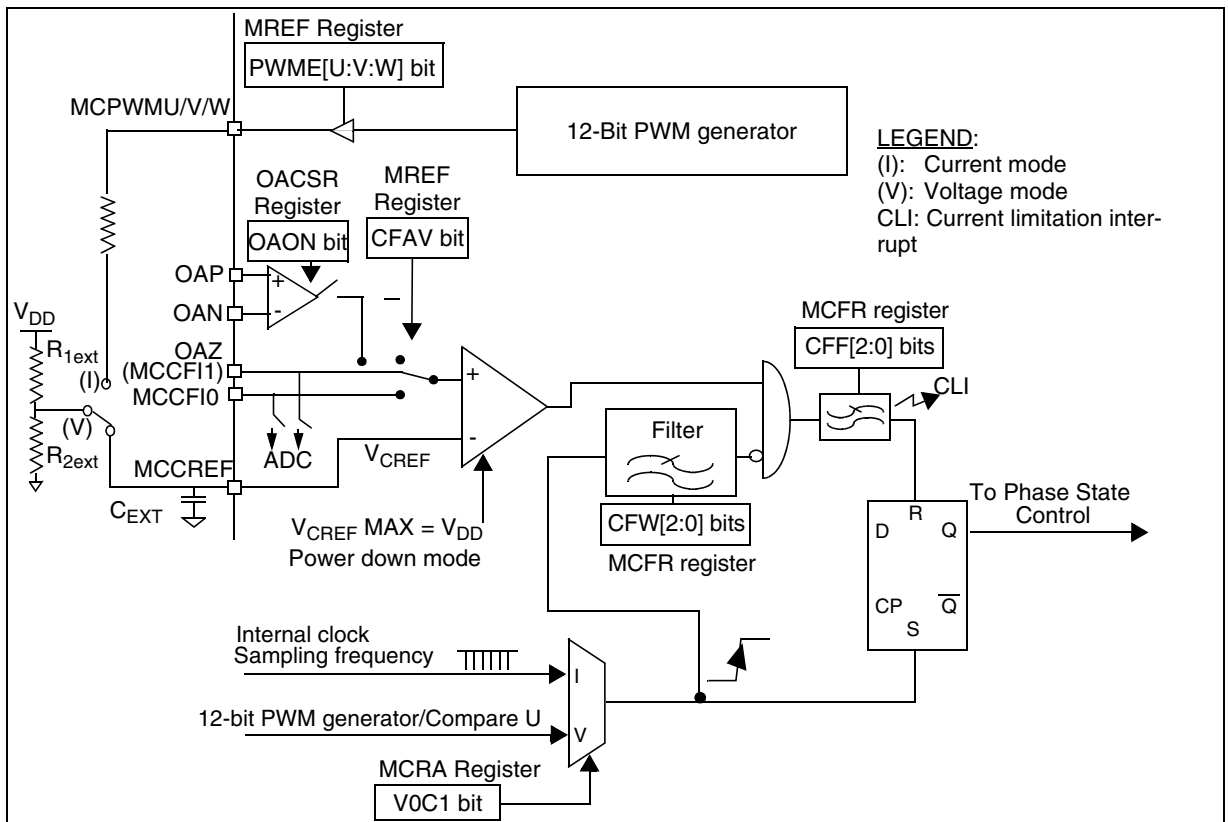 MREF Register
PWME[U:V:W] bit
MCPWMU/V/W
12-Bit PWM generator
LEGEND:
(I): Current mode
(V): Voltage mode
CLI: Current limitation inter-
rupt
OACSR
Register
OAON bit
MREF
Register
CFAV bit
OAP
+
OAN
-
VDD
R1ext
(I)
(V)
R2ext
OAZ
(MCCFI1)
MCCFI0
MCCREF
CEXT
ADC
VCREF
+
-
VCREF MAX = VDD
Power down mode
MCFR register
CFF[2:0] bits
CLI
Filter
CFW[2:0] bits
MCFR register
R
D Q
CP Q
S
To Phase State
Control
Internal clock
Sampling frequency
I
12-bit PWM generator/Compare U
V
MCRA Register
V0C1 bit